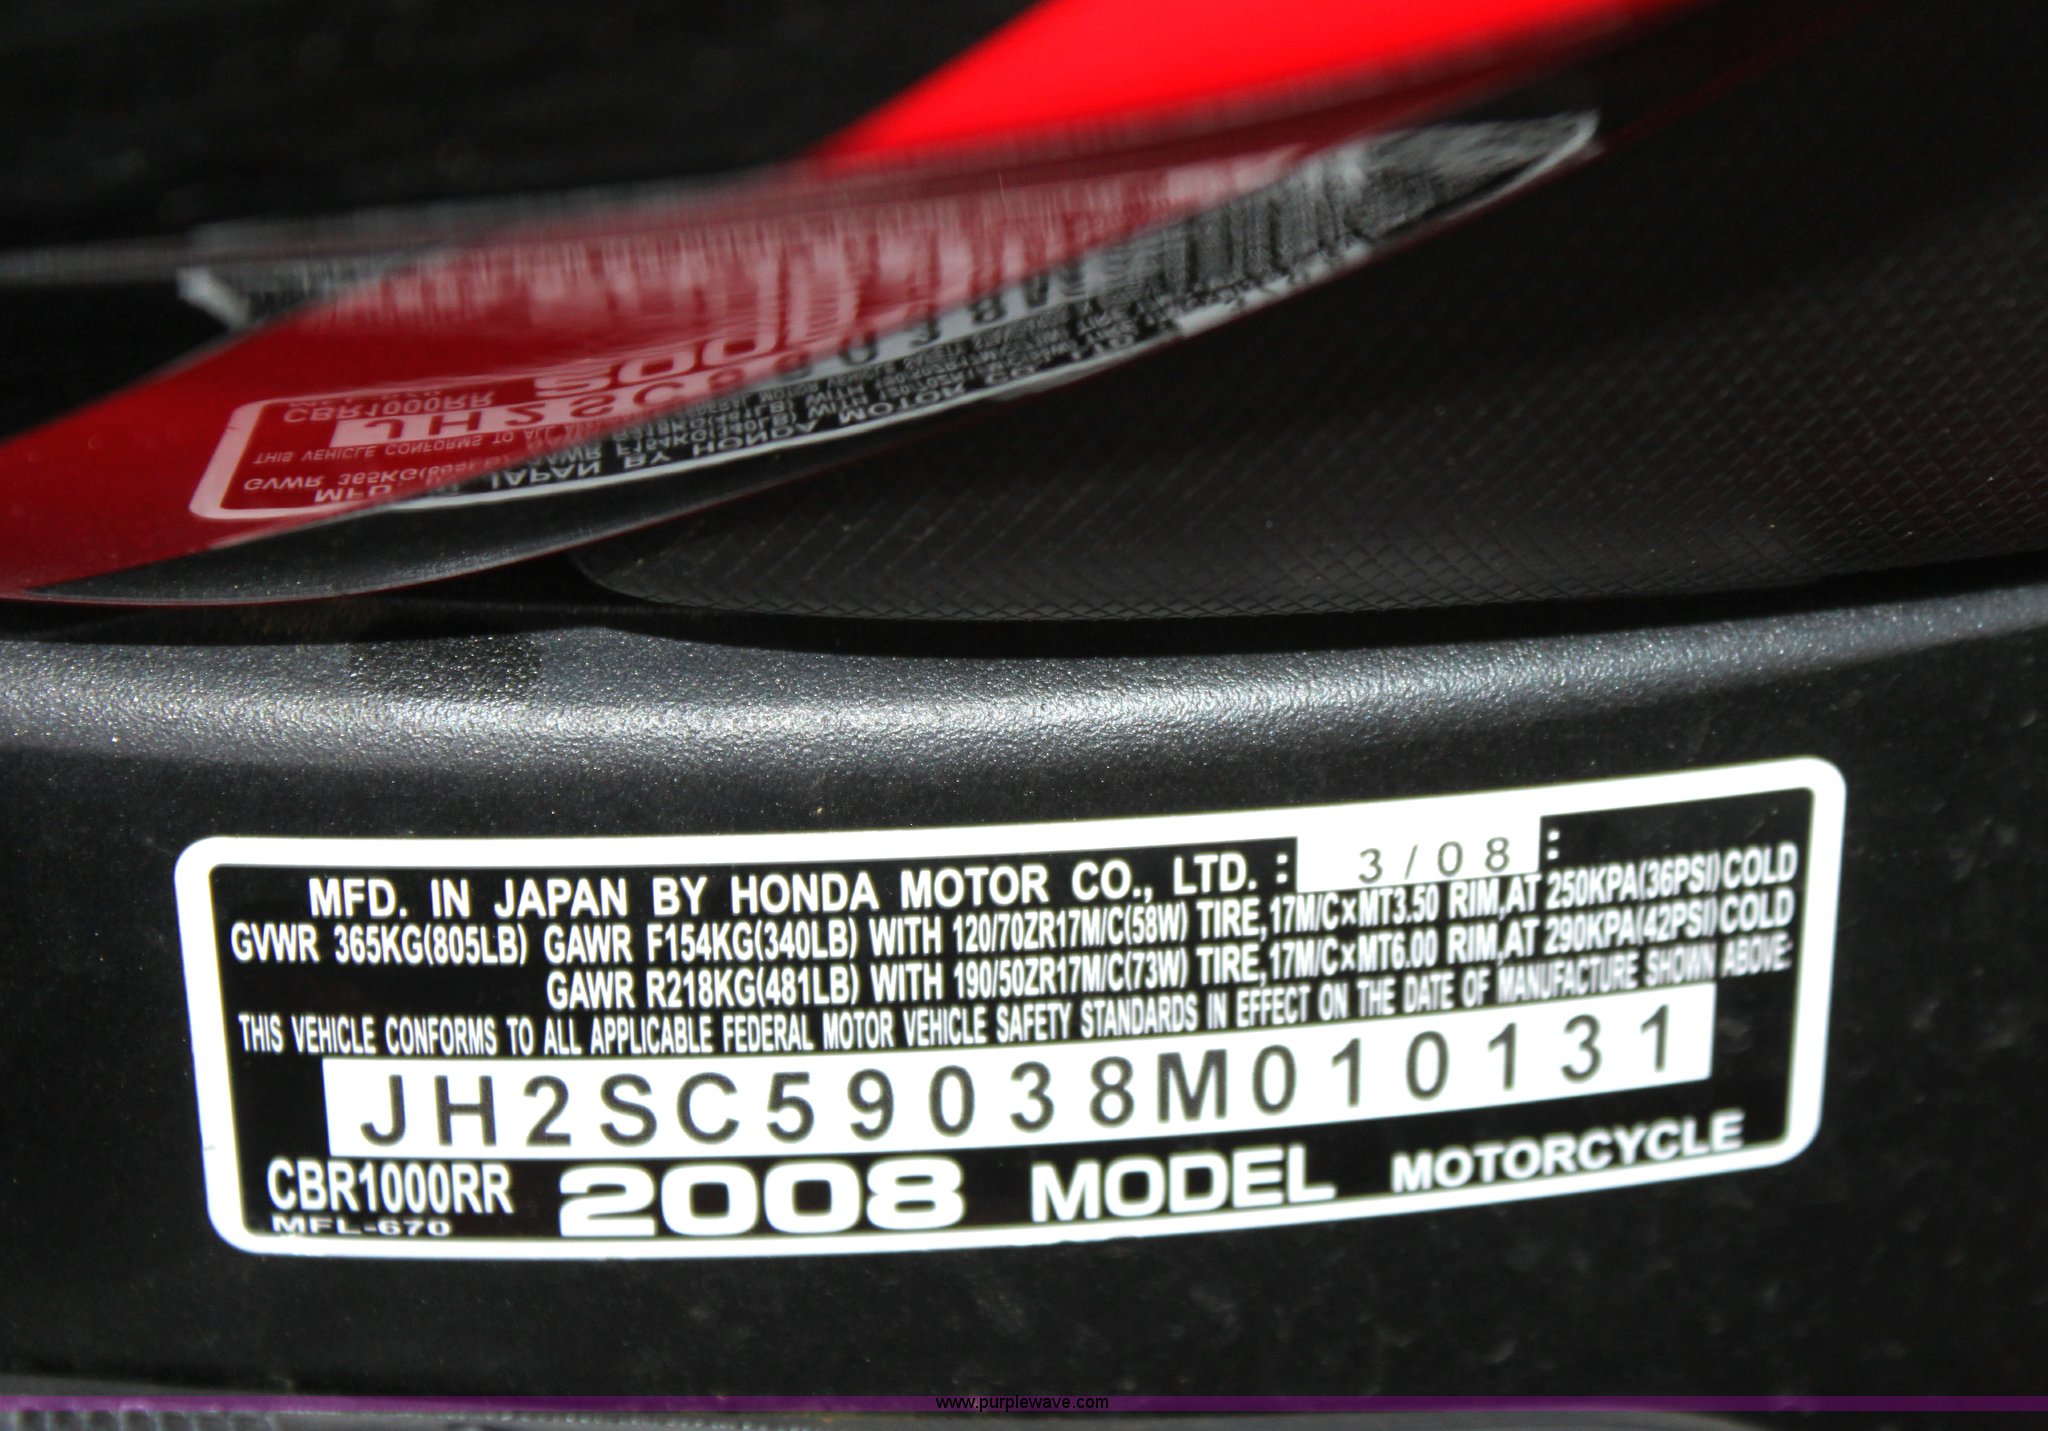 MFD. IN JAPAN BY HONDA MOTOR CO., LTD. : 3/08 :
GVWR 365KG(805LB) GAWR F154KG(340LB) WITH 120/70ZR17M/C(58W) TIRE,17M/C×MT3.50 RIM,AT 250KPA(36PSI)COLD
GAWR R218KG(481LB) WITH 190/50ZR17M/C(73W) TIRE,17M/C×MT6.00 RIM,AT 290KPA(42PSI)COLD
THIS VEHICLE CONFORMS TO ALL APPLICABLE FEDERAL MOTOR VEHICLE SAFETY STANDARDS IN EFFECT ON THE DATE OF MANUFACTURE SHOWN ABOVE:
JH2SC59038M010131
CBR1000RR 2008 MODEL MOTORCYCLE
MFL-670
www.purplewave.com